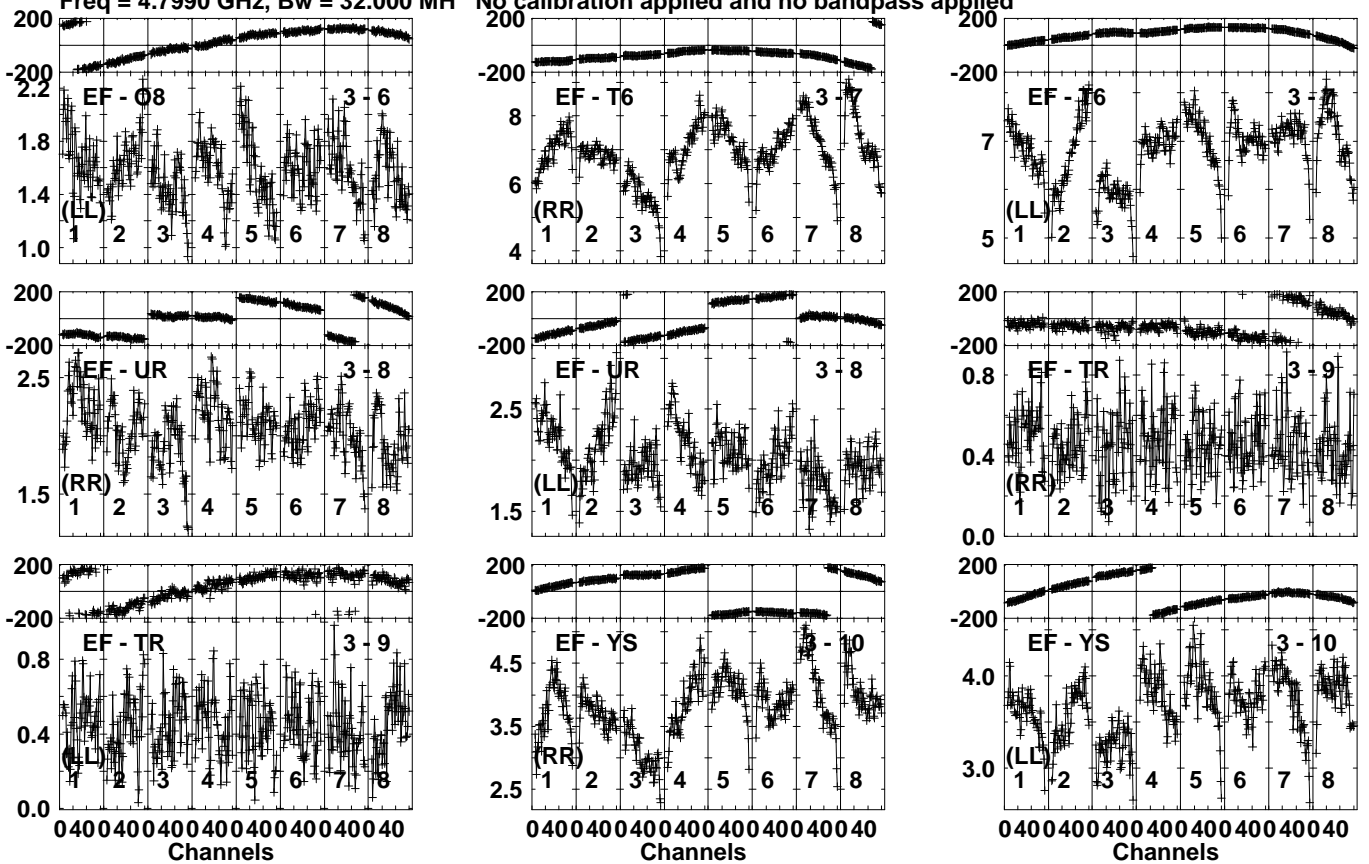 Freq = 4.7990 GHz, Bw = 32.000 MH No calibration applied and no bandpass applied
200
-200
2.2
1.8
1.4
1.0
EF - O8
3 - 6
(LL)
1 2 3 4 5 6 7 8
200
-200
8
6
4
EF - T6
3 - 7
(RR)
1 2 3 4 5 6 7 8
200
-200
7
5
EF - T6
3 - 7
(LL)
1 2 3 4 5 6 7 8
200
-200
2.5
1.5
EF - UR
3 - 8
(RR)
1 2 3 4 5 6 7 8
200
-200
2.5
1.5
EF - UR
3 - 8
(LL)
1 2 3 4 5 6 7 8
200
-200
0.8
0.4
0.0
EF - TR
3 - 9
(RR)
1 2 3 4 5 6 7 8
200
-200
0.8
0.4
0.0
EF - TR
3 - 9
(LL)
1 2 3 4 5 6 7 8
200
-200
4.5
3.5
2.5
EF - YS
3 - 10
(RR)
1 2 3 4 5 6 7 8
200
-200
4.0
3.0
EF - YS
3 - 10
(LL)
1 2 3 4 5 6 7 8
0 40 0 40 0 40 0 40 0 40 0 40 0 40 0 40
Channels
0 40 0 40 0 40 0 40 0 40 0 40 0 40 0 40
Channels
0 40 0 40 0 40 0 40 0 40 0 40 0 40 0 40
Channels